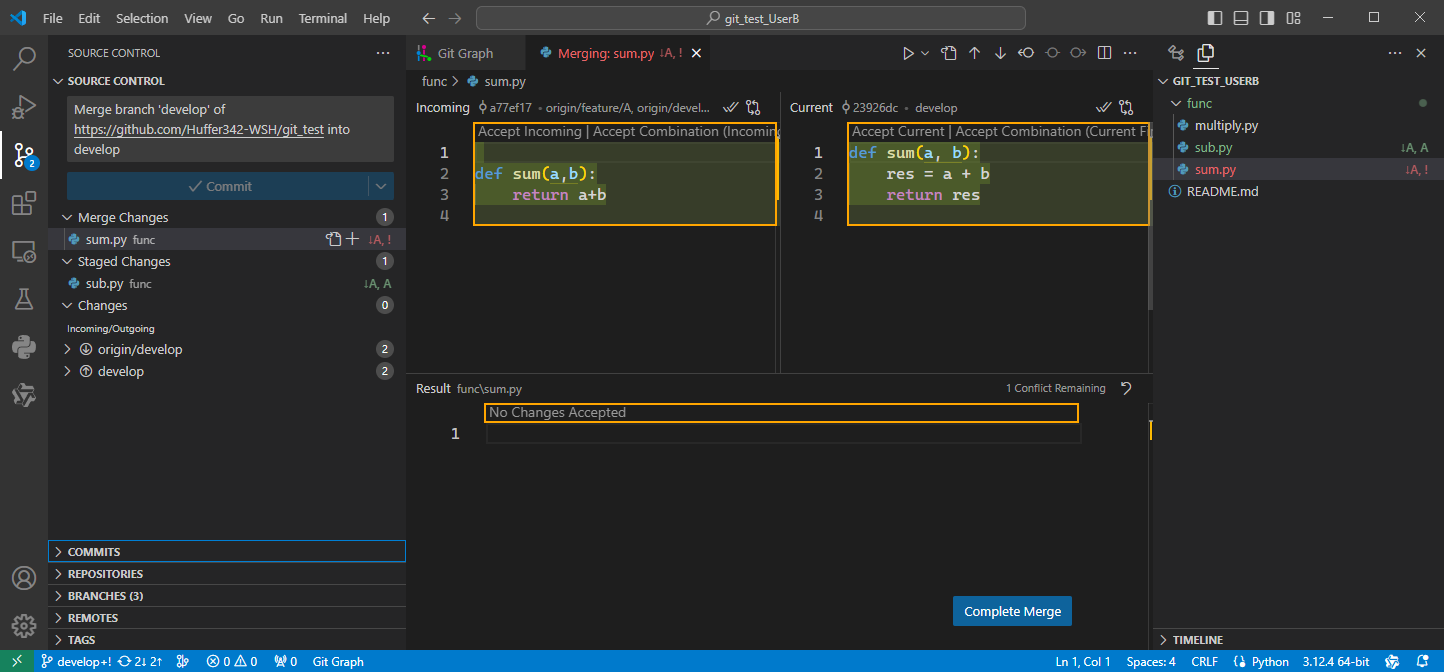 File Edit Selection View Go Run Terminal Help
git_test_UserB
SOURCE CONTROL
SOURCE CONTROL
Merge branch 'develop' of
https://github.com/Huffer342-WSH/git_test into
develop
Commit
Merge Changes 1
sum.py func ↓A, !
Staged Changes 1
sub.py func ↓A, A
Changes 0
Incoming/Outgoing
origin/develop 2
develop 2
COMMITS
REPOSITORIES
BRANCHES (3)
REMOTES
TAGS
Git Graph
Merging: sum.py ↓A, !
func > sum.py
Incoming a77ef17 • origin/feature/A, origin/devel...
Accept Incoming | Accept Combination (Incoming
1
2 def sum(a,b):
3 return a+b
4
Current 23926dc • develop
Accept Current | Accept Combination (Current Fi
1 def sum(a, b):
2 res = a + b
3 return res
4
Result func\sum.py 1 Conflict Remaining
No Changes Accepted
1
Complete Merge
GIT_TEST_USERB
func
multiply.py
sub.py ↓A, A
sum.py ↓A, !
README.md
TIMELINE
2
develop+! 2↓ 2↑ 0 0 0 Git Graph
Ln 1, Col 1 Spaces: 4 CRLF Python 3.12.4 64-bit